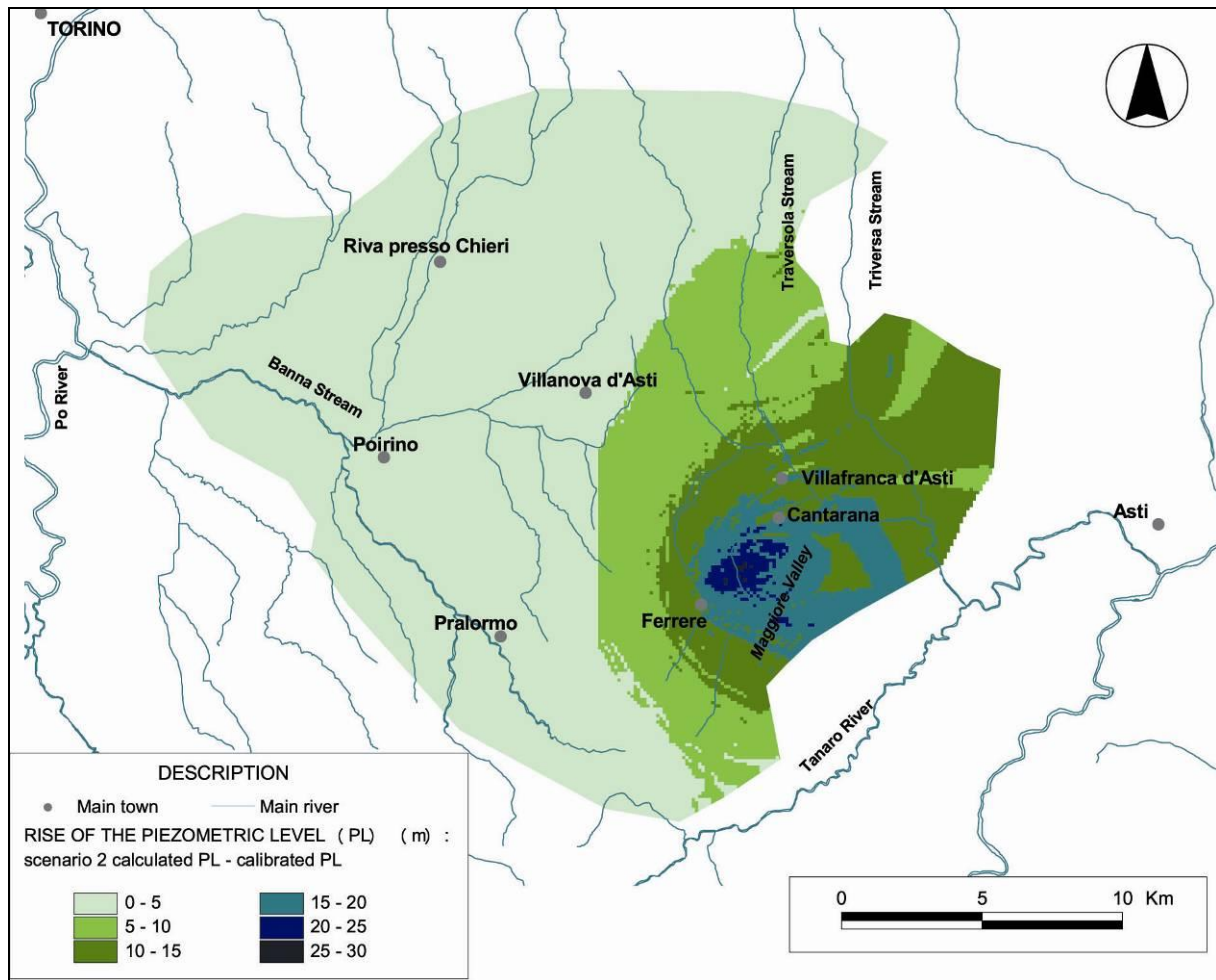 TORINO
Traversola Stream
Triversa Stream
Riva presso Chieri
Po River
Banna Stream
Villanova d'Asti
Poirino
Villafranca d'Asti
Cantarana
Asti
Maggiore Valley
Ferrere
Pralormo
Tanaro River
DESCRIPTION
Main town Main river
RISE OF THE PIEZOMETRIC LEVEL ( PL) ( m) :
scenario 2 calculated PL - calibrated PL
0 - 5 15 - 20
5 - 10 20 - 25
10 - 15 25 - 30
0 5 10 Km